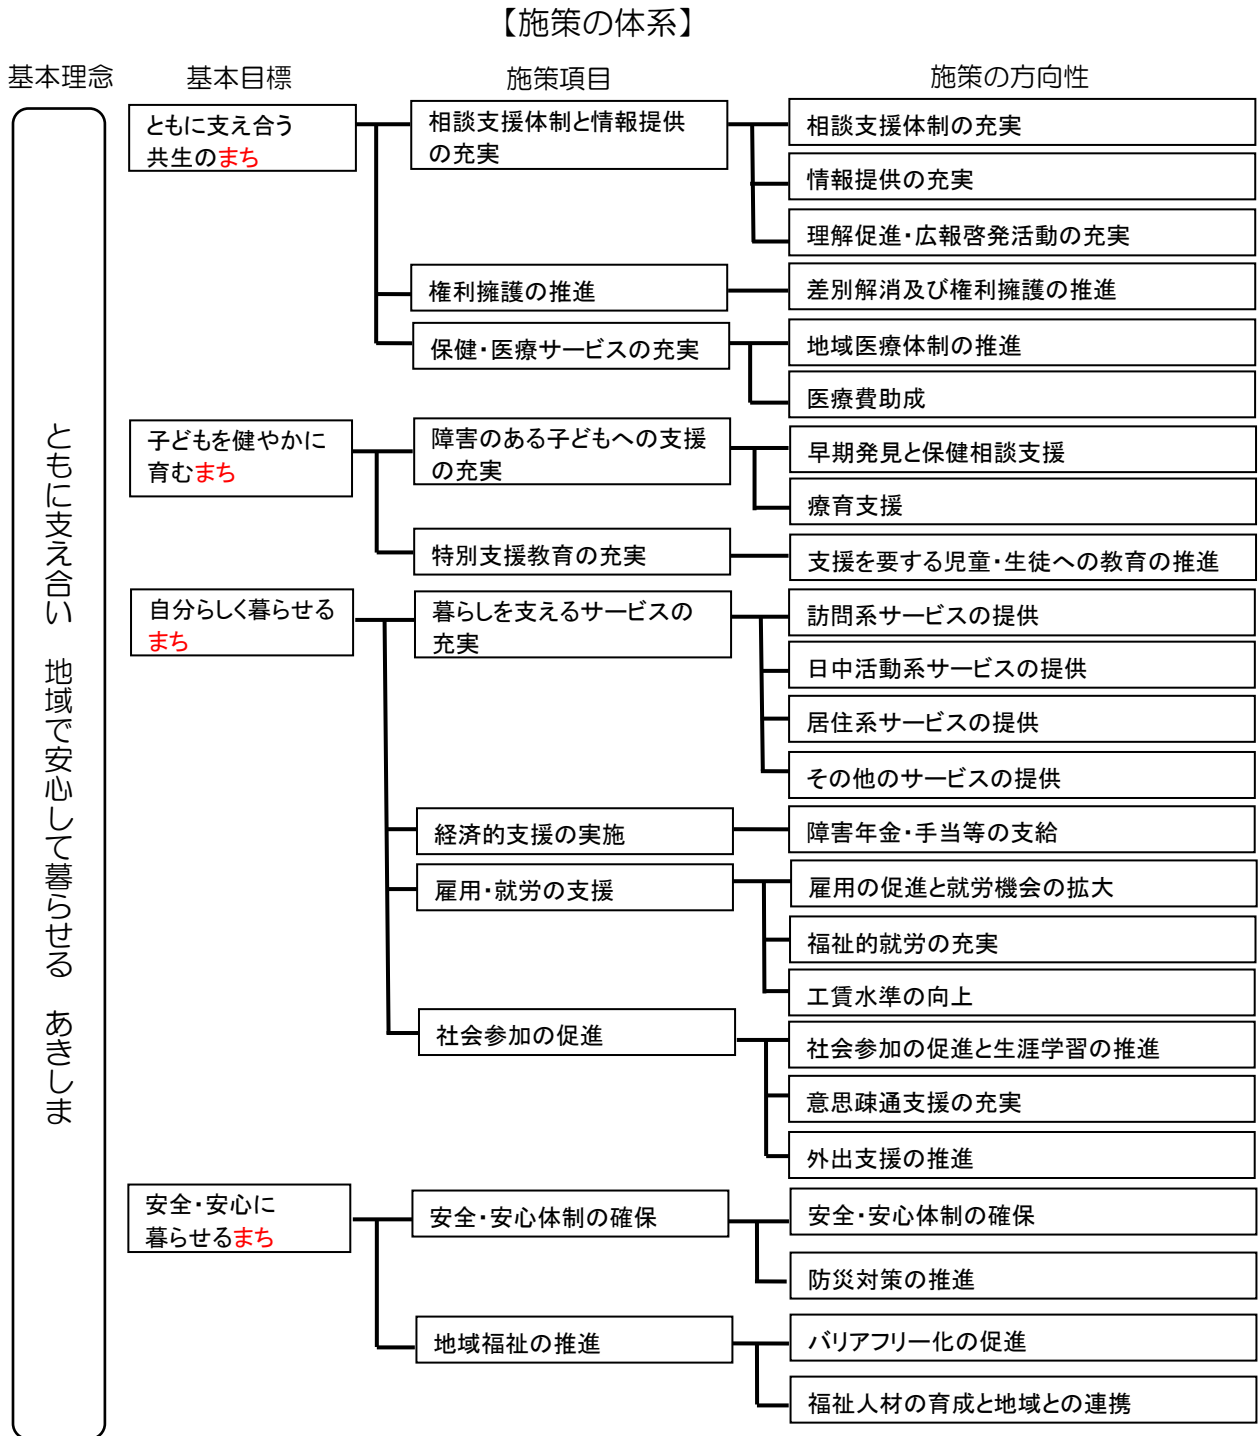 【施策の体系】
基本理念
基本目標
施策項目
施策の方向性
ともに支え合い　地域で安心して暮らせる　あきしま
ともに支え合う
共生のまち
相談支援体制と情報提供
の充実
相談支援体制の充実
情報提供の充実
理解促進・広報啓発活動の充実
権利擁護の推進
差別解消及び権利擁護の推進
保健・医療サービスの充実
地域医療体制の推進
医療費助成
子どもを健やかに
育むまち
障害のある子どもへの支援
の充実
早期発見と保健相談支援
療育支援
特別支援教育の充実
支援を要する児童・生徒への教育の推進
自分らしく暮らせる
まち
暮らしを支えるサービスの
充実
訪問系サービスの提供
日中活動系サービスの提供
居住系サービスの提供
その他のサービスの提供
経済的支援の実施
障害年金・手当等の支給
雇用・就労の支援
雇用の促進と就労機会の拡大
福祉的就労の充実
工賃水準の向上
社会参加の促進
社会参加の促進と生涯学習の推進
意思疎通支援の充実
外出支援の推進
安全・安心に
暮らせるまち
安全・安心体制の確保
安全・安心体制の確保
防災対策の推進
地域福祉の推進
バリアフリー化の促進
福祉人材の育成と地域との連携